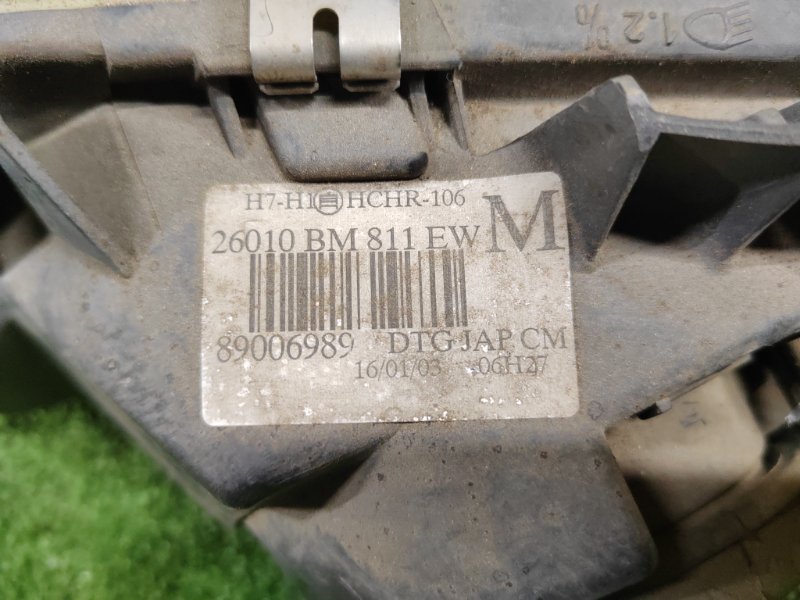 1.2%
H7-H1 HCHR-106
26010 BM 811 EW M
89006989 DTG JAP CM
16/01/03 06H27